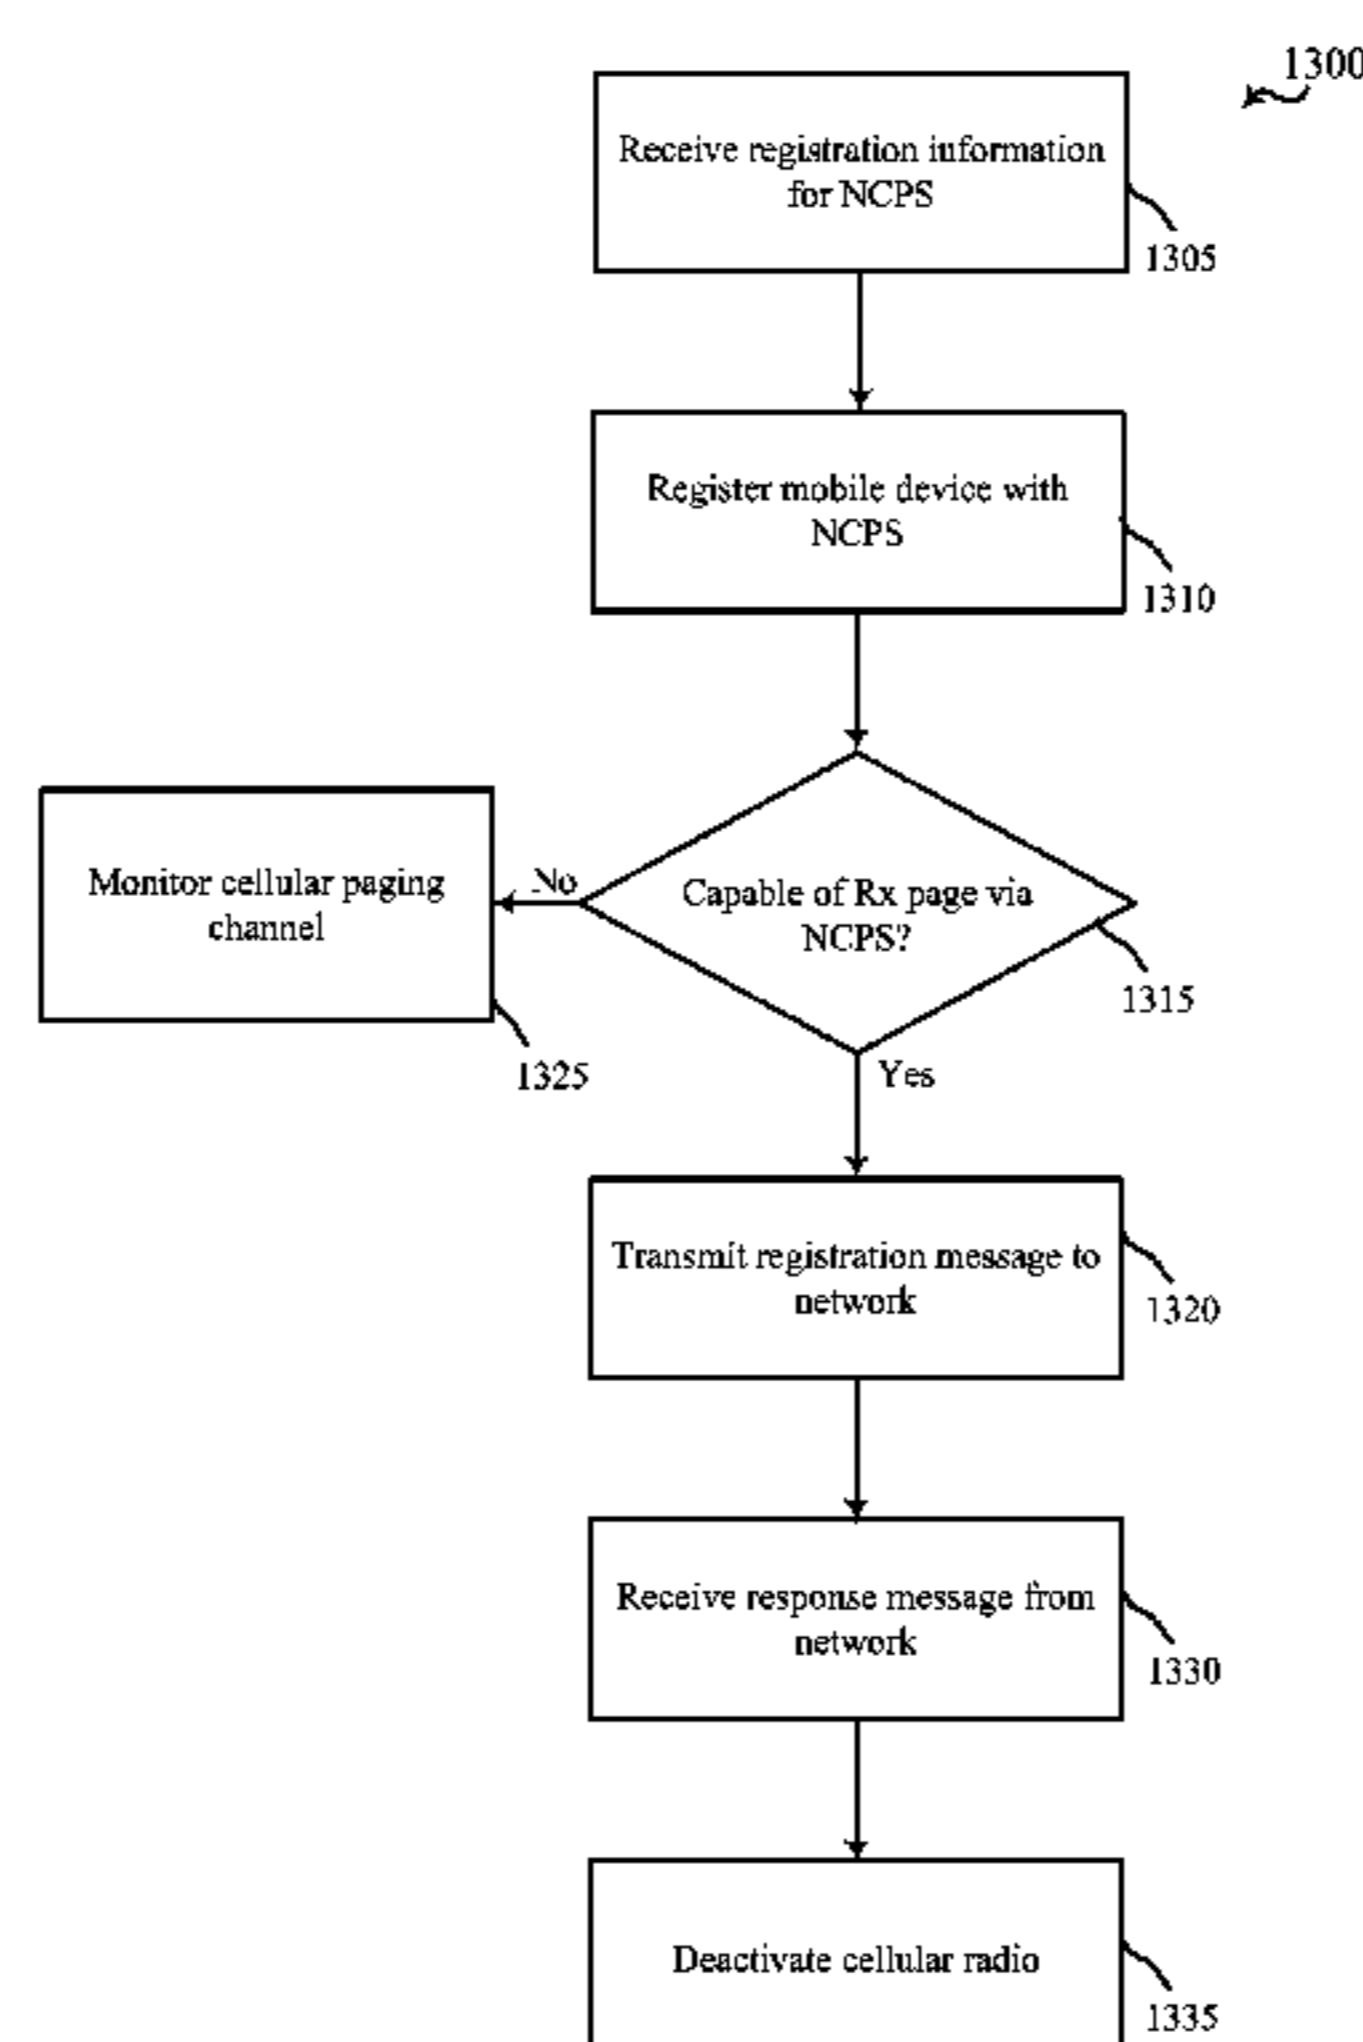 1300
Receive registration information
for NCPS
1305
Register mobile device with
NCPS
1310
Capable of Rx page via
NCPS?
1315
No
Monitor cellular paging
channel
1325
Yes
Transmit registration message to
network
1320
Receive response message from
network
1330
Deactivate cellular radio
1335